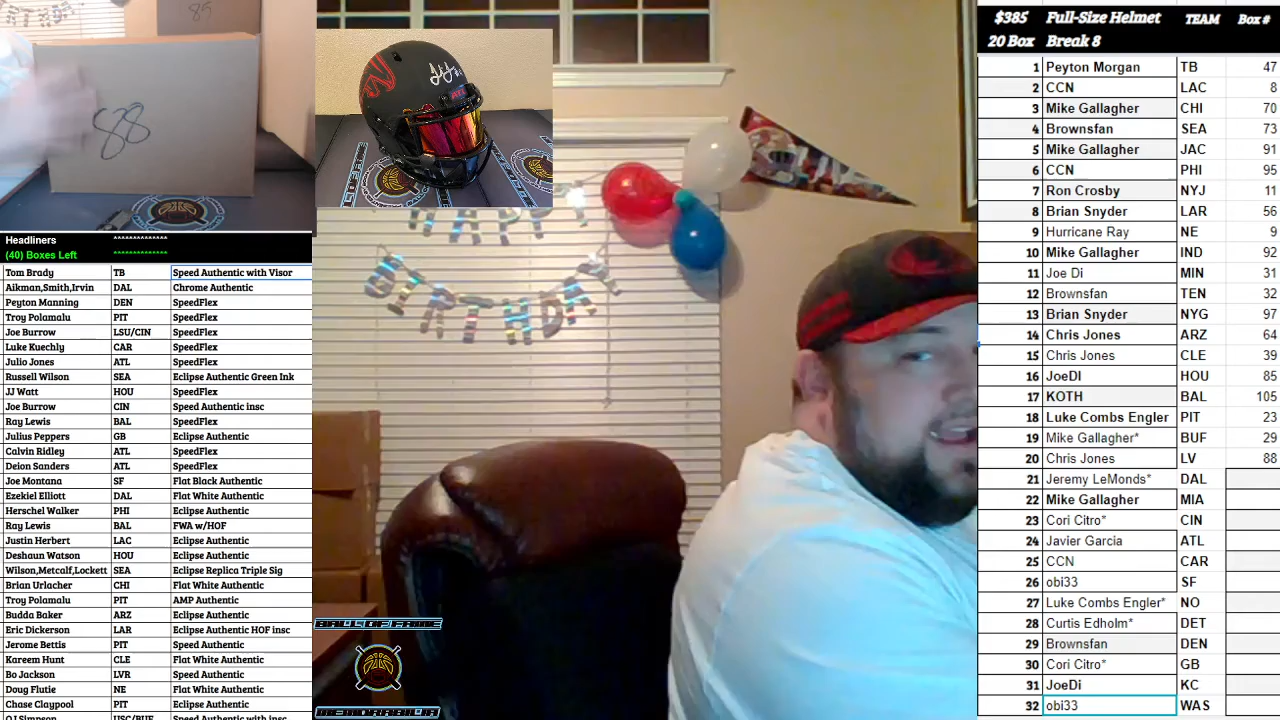 89
88
HAPPY
BIRTHDA
ATL
Headliners **************
(40) Boxes Left **************
Tom Brady TB Speed Authentic with Visor
Aikman,Smith,Irvin DAL Chrome Authentic
Peyton Manning DEN SpeedFlex
Troy Polamalu PIT SpeedFlex
Joe Burrow LSU/CIN SpeedFlex
Luke Kuechly CAR SpeedFlex
Julio Jones ATL SpeedFlex
Russell Wilson SEA Eclipse Authentic Green Ink
JJ Watt HOU SpeedFlex
Joe Burrow CIN Speed Authentic insc
Ray Lewis BAL SpeedFlex
Julius Peppers GB Eclipse Authentic
Calvin Ridley ATL SpeedFlex
Deion Sanders ATL SpeedFlex
Joe Montana SF Flat Black Authentic
Ezekiel Elliott DAL Flat White Authentic
Herschel Walker PHI Eclipse Authentic
Ray Lewis BAL FWA w/HOF
Justin Herbert LAC Eclipse Authentic
Deshaun Watson HOU Eclipse Authentic
Wilson,Metcalf,Lockett SEA Eclipse Replica Triple Sig
Brian Urlacher CHI Flat White Authentic
Troy Polamalu PIT AMP Authentic
Budda Baker ARZ Eclipse Authentic
Eric Dickerson LAR Eclipse Authentic HOF insc
Jerome Bettis PIT Speed Authentic
Kareem Hunt CLE Flat White Authentic
Bo Jackson LVR Speed Authentic
Doug Flutie NE Flat White Authentic
Chase Claypool PIT Eclipse Authentic
OJ Simpson USC/BUF Speed Authentic with insc
BALL OF FAME
MEMORABILIA
$385 Full-Size Helmet TEAM Box #
20 Box Break 8
1 Peyton Morgan TB 47
2 CCN LAC 8
3 Mike Gallagher CHI 70
4 Brownsfan SEA 73
5 Mike Gallagher JAC 91
6 CCN PHI 95
7 Ron Crosby NYJ 11
8 Brian Snyder LAR 56
9 Hurricane Ray NE 9
10 Mike Gallagher IND 92
11 Joe Di MIN 31
12 Brownsfan TEN 32
13 Brian Snyder NYG 97
14 Chris Jones ARZ 64
15 Chris Jones CLE 39
16 JoeDI HOU 85
17 KOTH BAL 105
18 Luke Combs Engler PIT 23
19 Mike Gallagher* BUF 29
20 Chris Jones LV 88
21 Jeremy LeMonds* DAL
22 Mike Gallagher MIA
23 Cori Citro* CIN
24 Javier Garcia ATL
25 CCN CAR
26 obi33 SF
27 Luke Combs Engler* NO
28 Curtis Edholm* DET
29 Brownsfan DEN
30 Cori Citro* GB
31 JoeDi KC
32 obi33 WAS